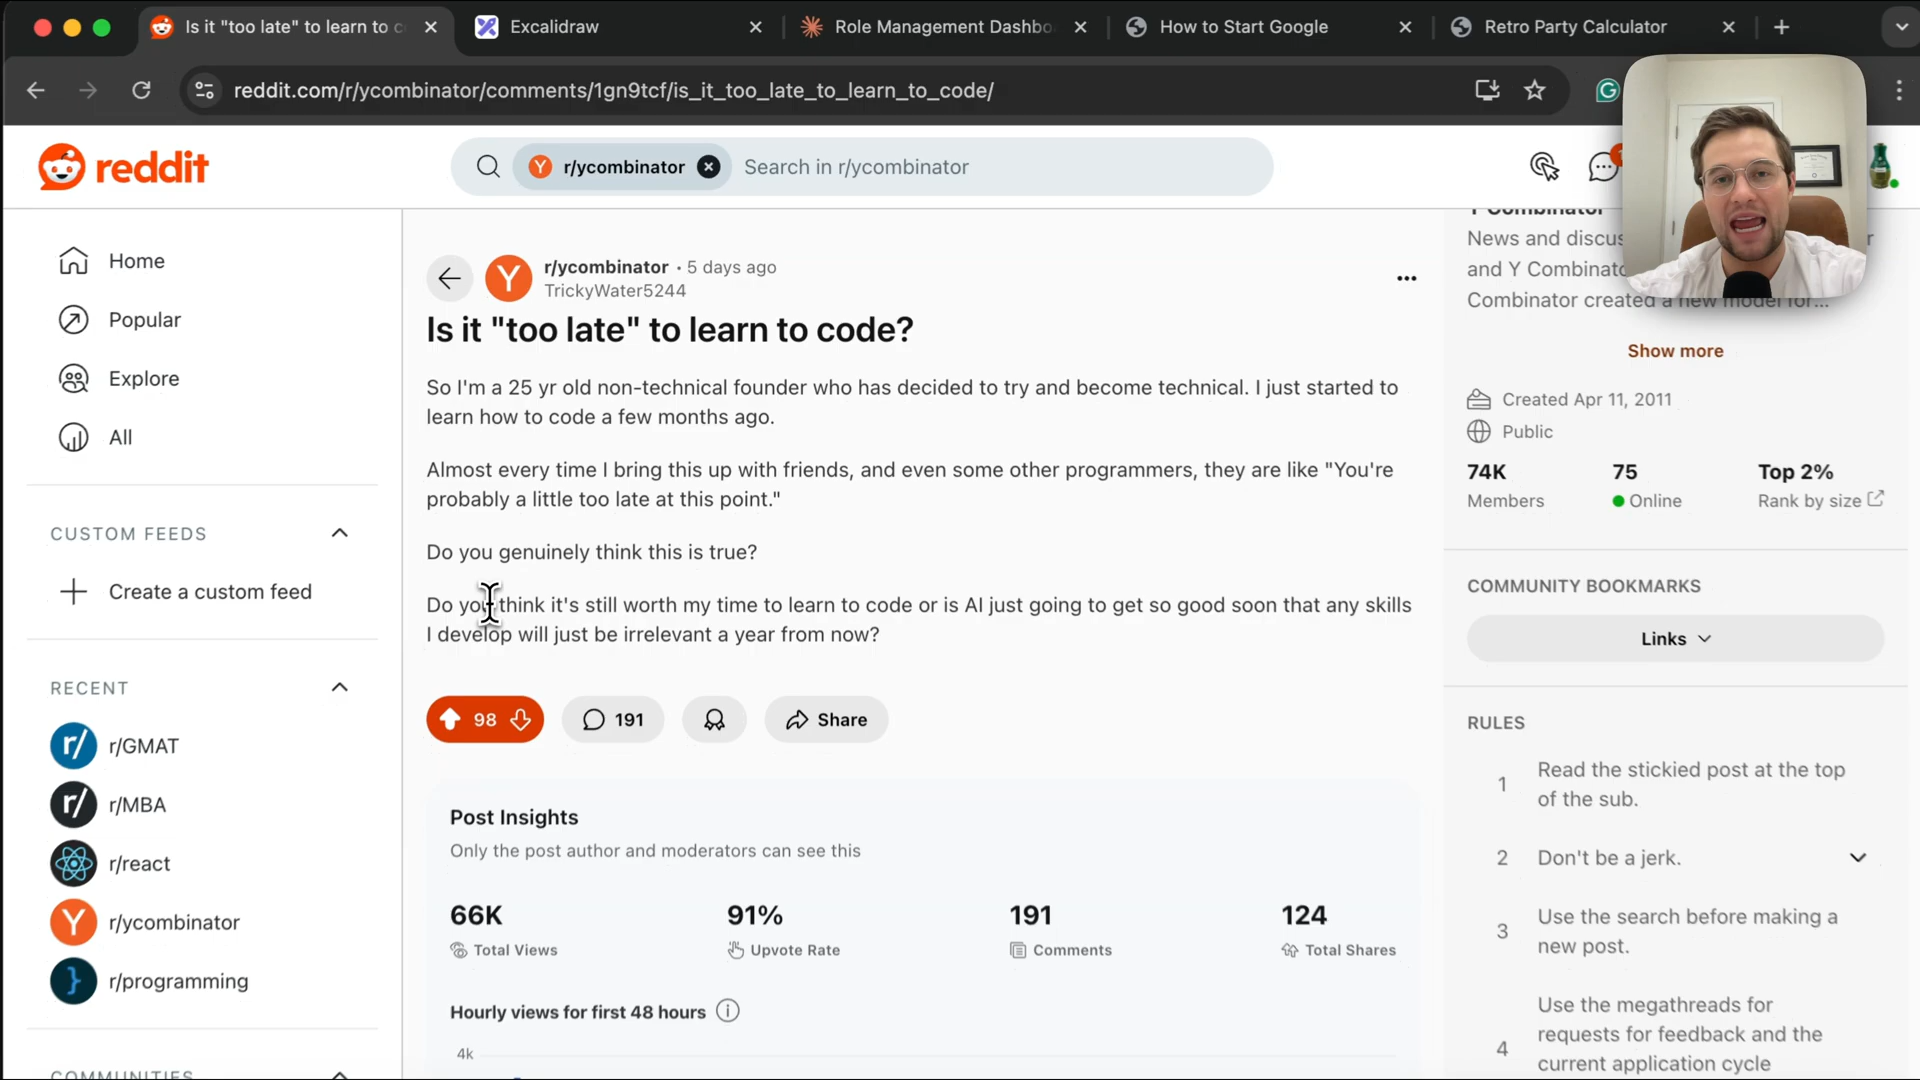 Is it "too late" to learn to c
Excalidraw
Role Management Dashbo
How to Start Google
Retro Party Calculator
reddit.com/r/ycombinator/comments/1gn9tcf/is_it_too_late_to_learn_to_code/
reddit
r/ycombinator
Search in r/ycombinator
Home
Popular
Explore
All
CUSTOM FEEDS
Create a custom feed
RECENT
r/GMAT
r/MBA
r/react
r/ycombinator
r/programming
COMMUNITIES
r/ycombinator • 5 days ago
TrickyWater5244
Is it "too late" to learn to code?
So I'm a 25 yr old non-technical founder who has decided to try and become technical. I just started to
learn how to code a few months ago.
Almost every time I bring this up with friends, and even some other programmers, they are like "You're
probably a little too late at this point."
Do you genuinely think this is true?
Do you think it's still worth my time to learn to code or is AI just going to get so good soon that any skills
I develop will just be irrelevant a year from now?
98
191
Share
Post Insights
Only the post author and moderators can see this
66K
Total Views
91%
Upvote Rate
191
Comments
124
Total Shares
Hourly views for first 48 hours
4k
Y Combinator
News and discus
and Y Combinato
Combinator created a new model for...
Show more
Created Apr 11, 2011
Public
74K
Members
75
Online
Top 2%
Rank by size
COMMUNITY BOOKMARKS
Links
RULES
1
Read the stickied post at the top
of the sub.
2
Don't be a jerk.
3
Use the search before making a
new post.
4
Use the megathreads for
requests for feedback and the
current application cycle